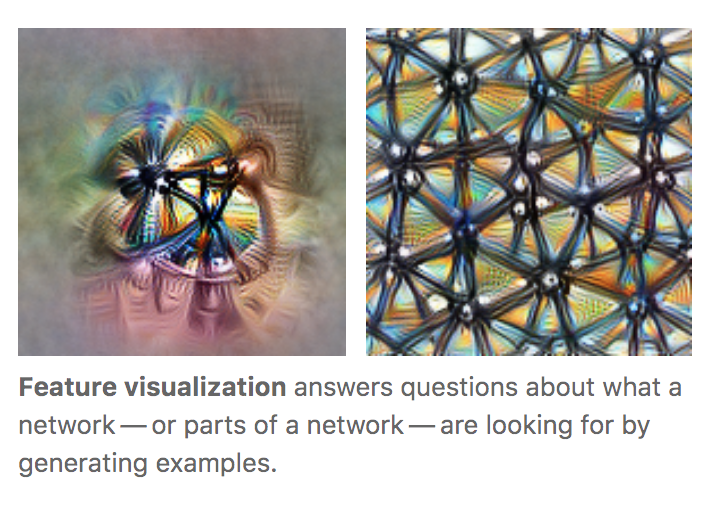 Feature visualization answers questions about what a
network — or parts of a network — are looking for by
generating examples.